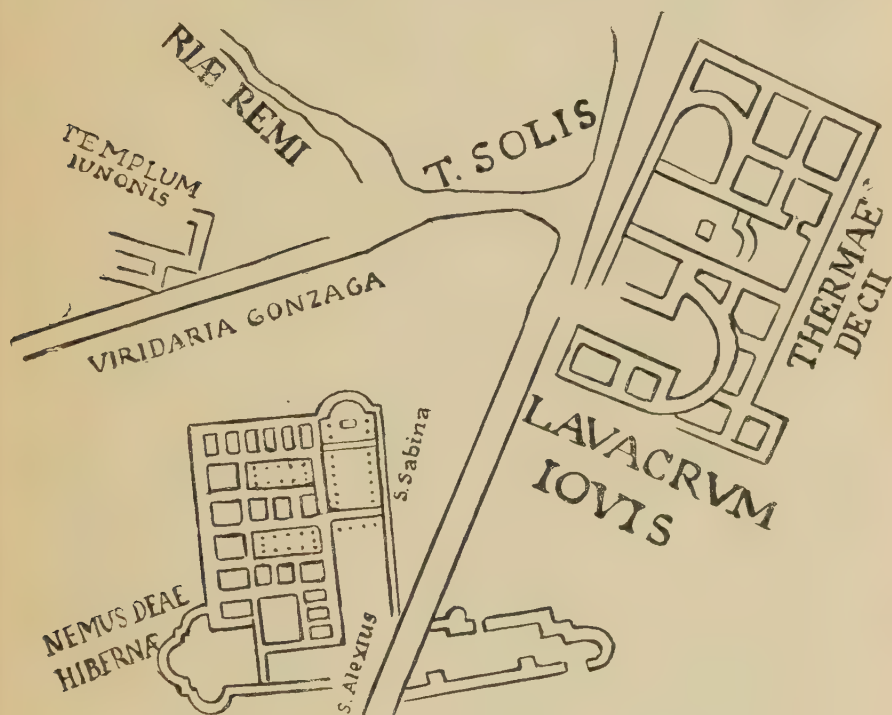 RIÆ REMI
T. SOLIS
TEMPLUM
IUNONIS
THERMAE
DECII
VIRIDARIA GONZAGA
LAVACRVM
IOVIS
S. Sabina
NEMUS DEAE
HIBERNÆ
S. Alexius